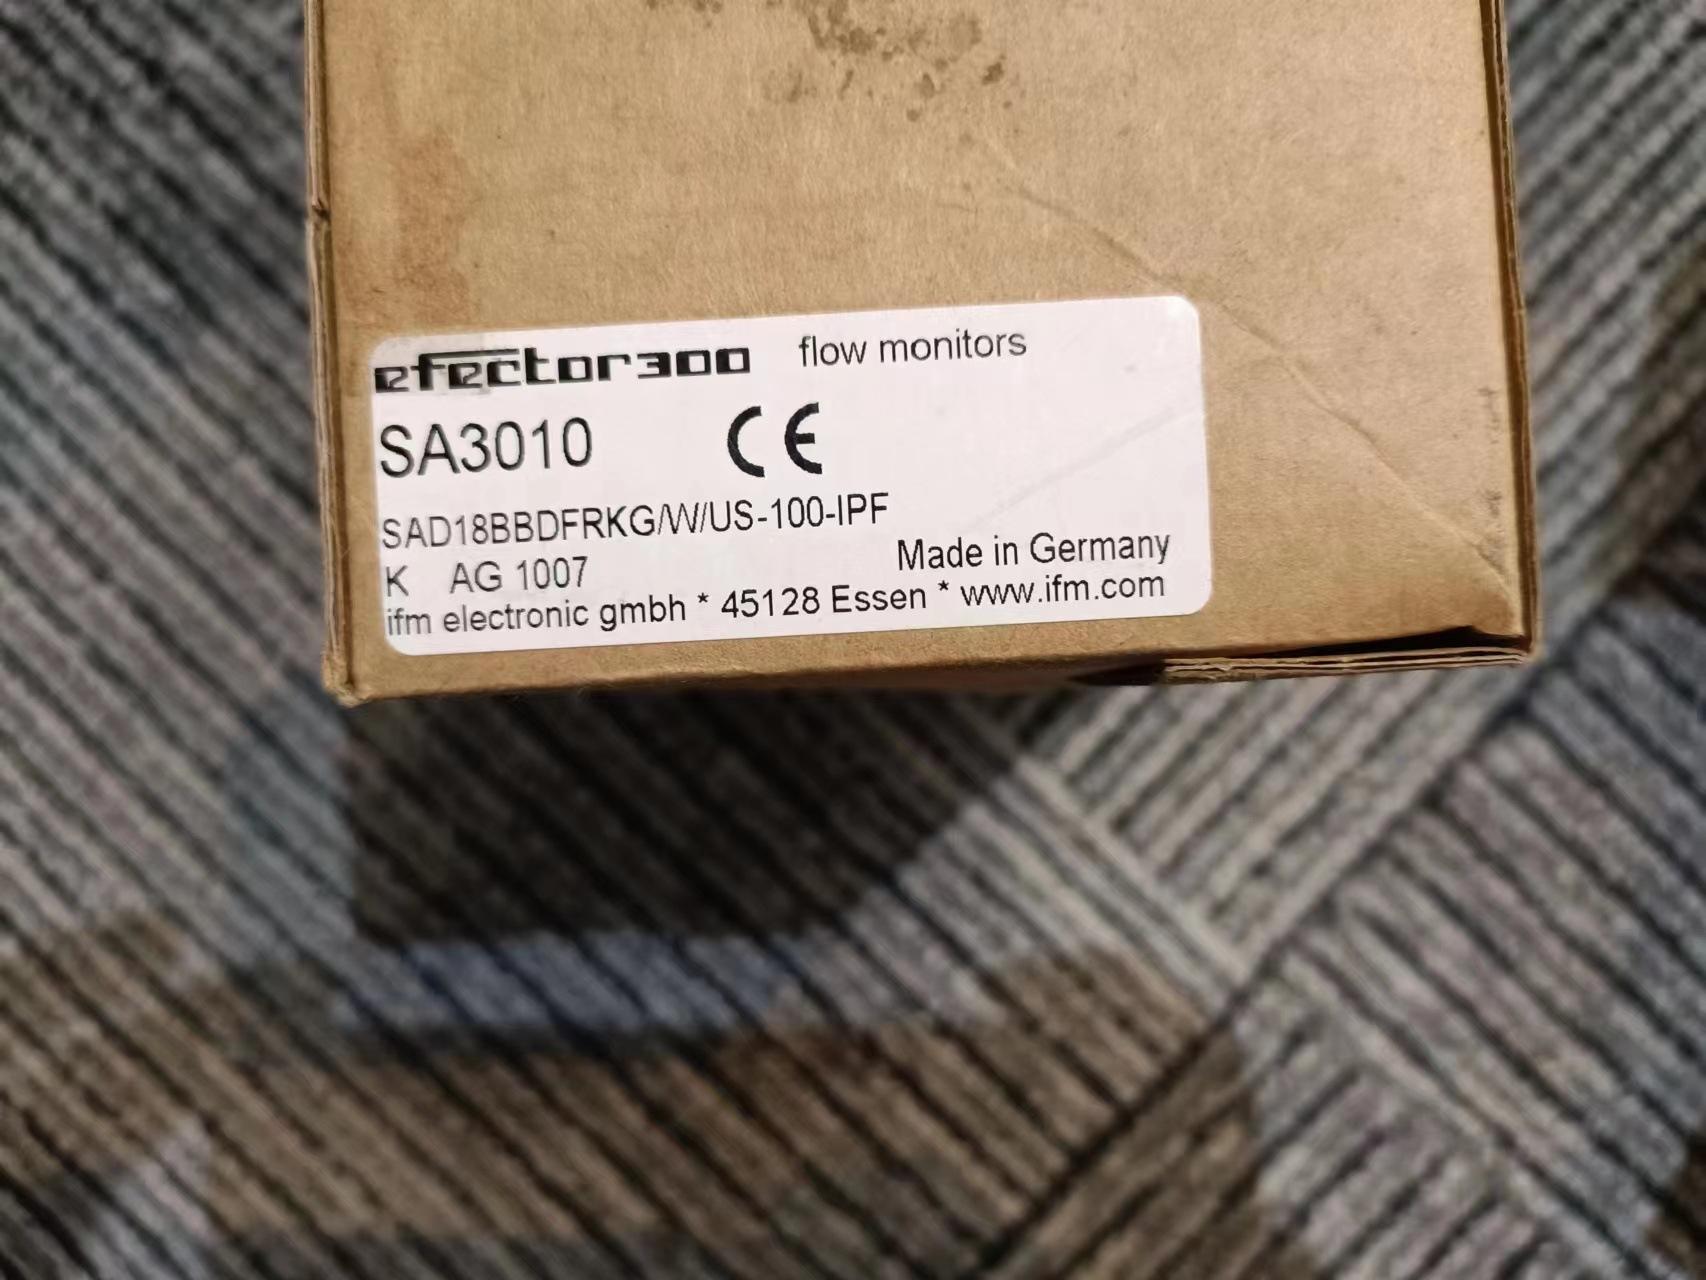 efector300 flow monitors
SA3010 CE
SAD18BBDFRKG/W/US-100-IPF
K AG 1007 Made in Germany
ifm electronic gmbh * 45128 Essen * www.ifm.com